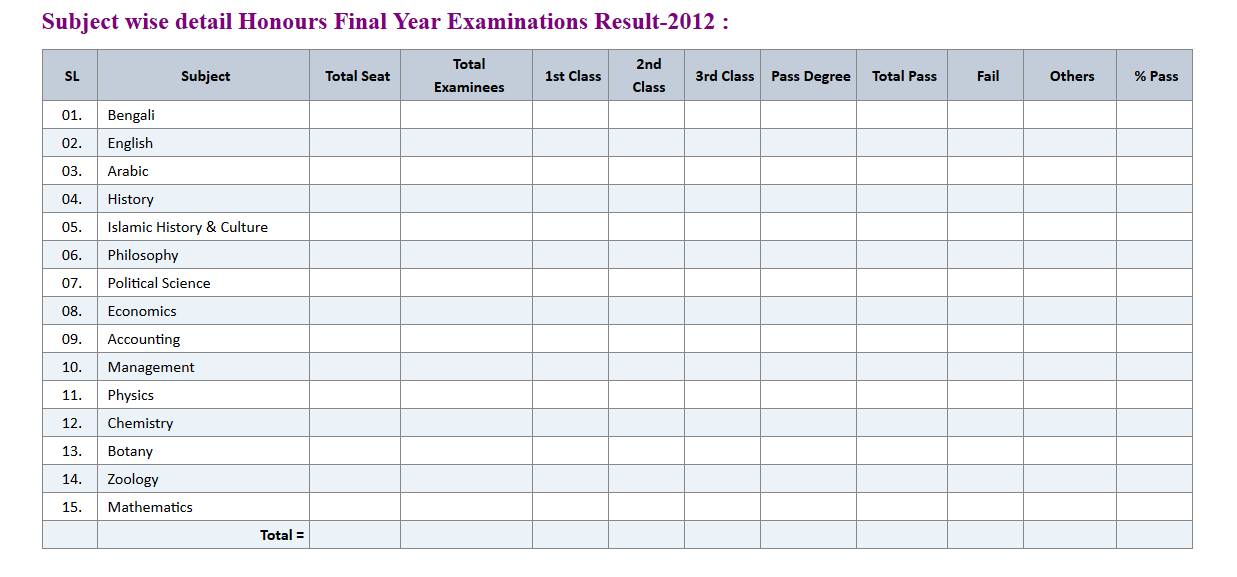 Subject wise detail Honours Final Year Examinations Result-2012 :
SL Subject Total Seat Total Examinees 1st Class 2nd Class 3rd Class Pass Degree Total Pass Fail Others % Pass
01. Bengali
02. English
03. Arabic
04. History
05. Islamic History & Culture
06. Philosophy
07. Political Science
08. Economics
09. Accounting
10. Management
11. Physics
12. Chemistry
13. Botany
14. Zoology
15. Mathematics
Total =